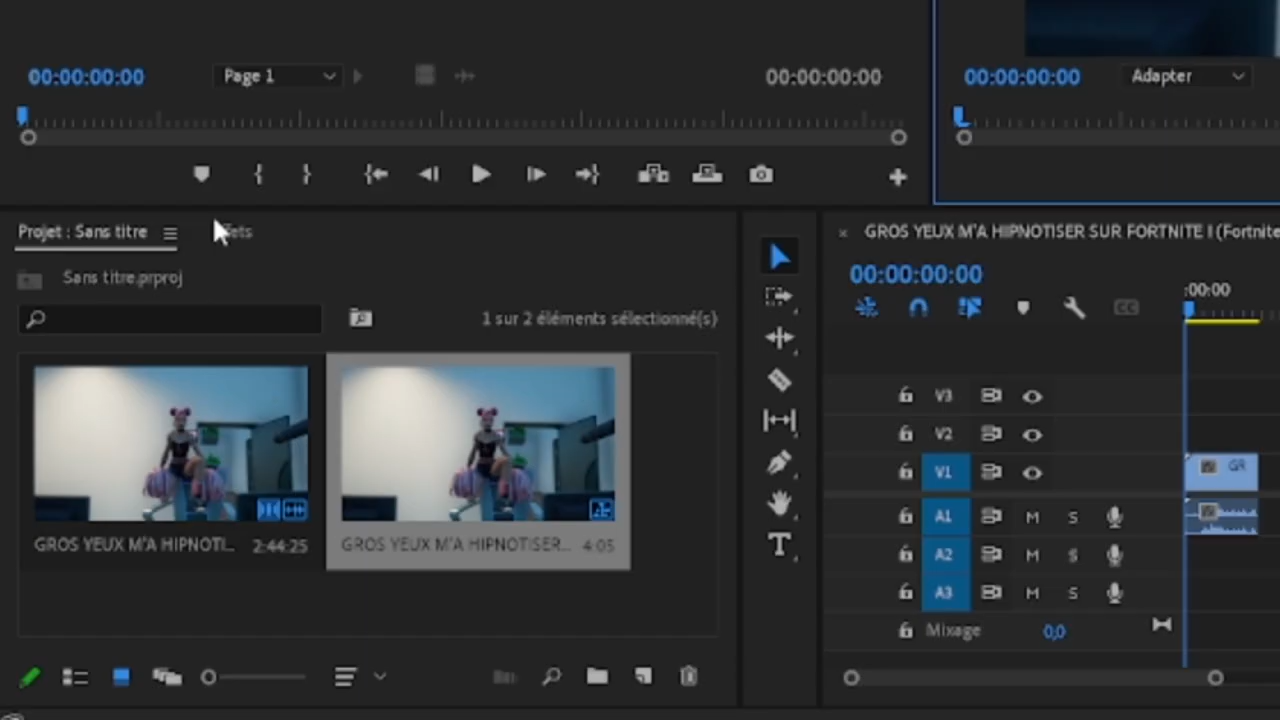 00:00:00:00 Page 1 00:00:00:00 00:00:00:00 Adapter
Projet : Sans titre
Sans titre.prproj
1 sur 2 éléments sélectionné(s)
GROS YEUX M'A HIPNOTI... 2:44:25
GROS YEUX M'A HIPNOTISER... 4:05
T
GROS YEUX M'A HIPNOTISER SUR FORTNITE ! (Fortnite
00:00:00:00
:00:00
CC
V3
V2
V1 GR
A1 M S
A2 M S
A3 M S
Mixage 0,0